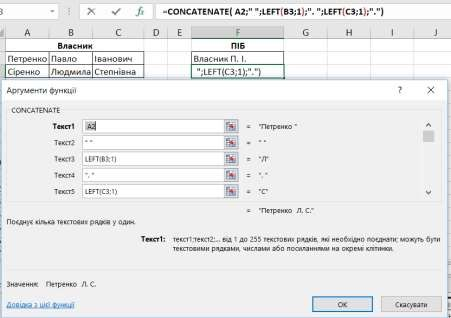 =CONCATENATE( A2;" ";LEFT(B3;1);". ";LEFT(C3;1);".")
A B C D E F G H I J
Власник ПІБ
Петренко Павло Іванович Власник П. І.
Сіренко Людмила Степнівна ";LEFT(C3;1);".")
Аргументи функції ? ×
CONCATENATE
Текст1 A2 = "Петренко "
Текст2 " " = " "
Текст3 LEFT(B3;1) = "Л"
Текст4 ". " = ". "
Текст5 LEFT(C3;1) = "С"
= "Петренко Л. С."
Поєднує кілька текстових рядків у один.
Текст1: текст1;текст2;... від 1 до 255 текстових рядків, які необхідно поєднати; можуть бути
текстовими рядками, числами або посиланнями на окремі клітинки.
Значення: Петренко Л. С.
Довідка з цієї функції ОК Скасувати